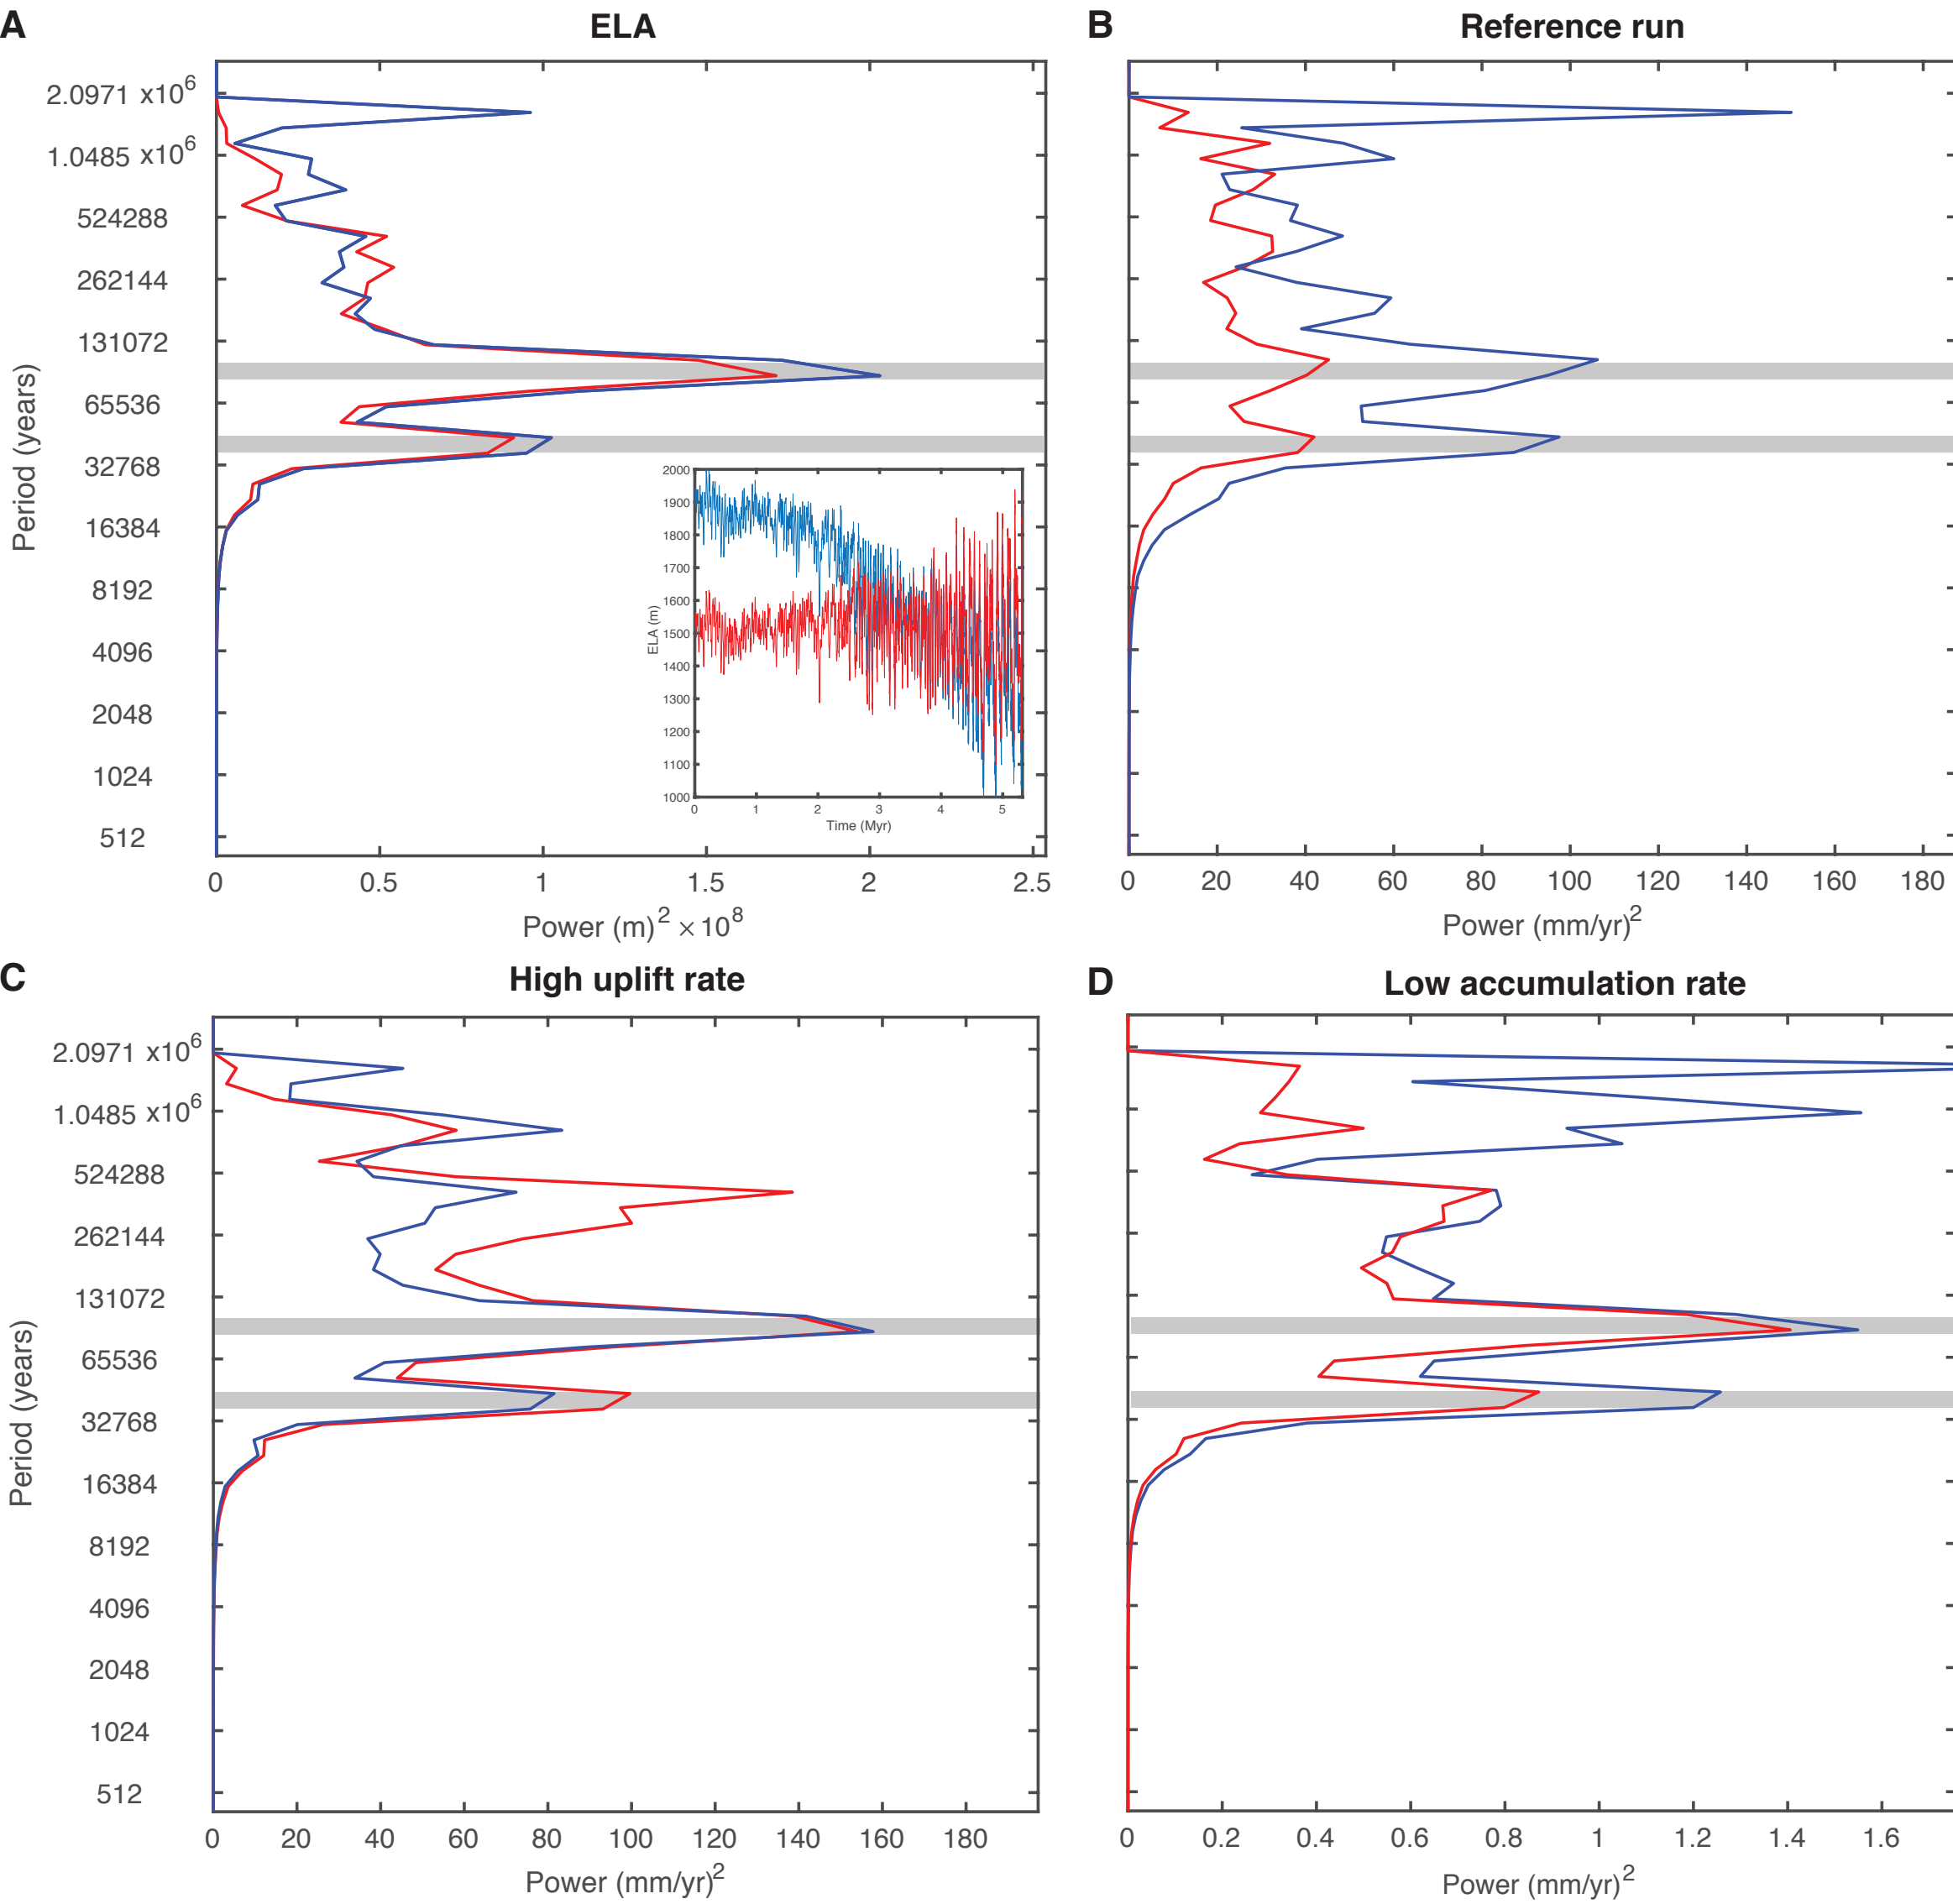 A
ELA
2.0971 x10^6
1.0485 x10^6
524288
262144
131072
65536
32768
16384
8192
4096
2048
1024
512
Period (years)
0 0.5 1 1.5 2 2.5
Power (m)^2 ×10^8
2000
1900
1800
1700
1600
1500
1400
1300
1200
1100
1000
ELA (m)
0 1 2 3 4 5
Time (Myr)
B
Reference run
0 20 40 60 80 100 120 140 160 180
Power (mm/yr)^2
C
High uplift rate
2.0971 x10^6
1.0485 x10^6
524288
262144
131072
65536
32768
16384
8192
4096
2048
1024
512
Period (years)
0 20 40 60 80 100 120 140 160 180
Power (mm/yr)^2
D
Low accumulation rate
0 0.2 0.4 0.6 0.8 1 1.2 1.4 1.6
Power (mm/yr)^2